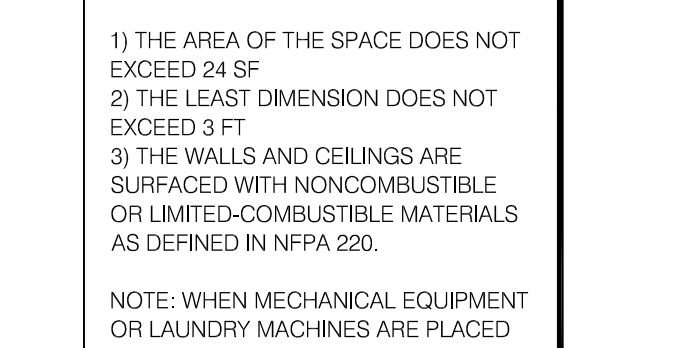 1) THE AREA OF THE SPACE DOES NOT
EXCEED 24 SF
2) THE LEAST DIMENSION DOES NOT
EXCEED 3 FT
3) THE WALLS AND CEILINGS ARE
SURFACED WITH NONCOMBUSTIBLE
OR LIMITED-COMBUSTIBLE MATERIALS
AS DEFINED IN NFPA 220.
NOTE: WHEN MECHANICAL EQUIPMENT
OR LAUNDRY MACHINES ARE PLACED